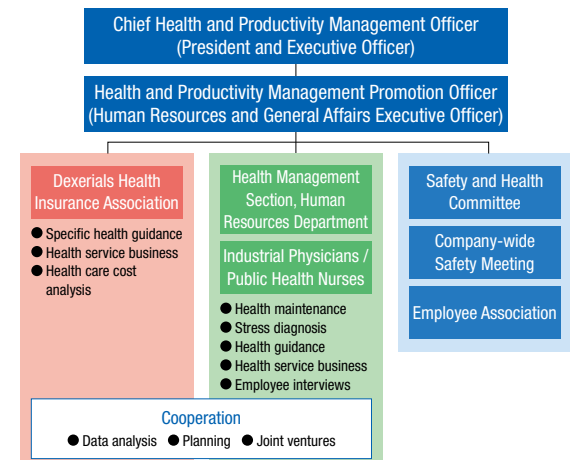 Chief Health and Productivity Management Officer
(President and Executive Officer)
Health and Productivity Management Promotion Officer
(Human Resources and General Affairs Executive Officer)
Dexerials Health
Insurance Association
● Specific health guidance
● Health service business
● Health care cost
analysis
Health Management
Section, Human
Resources Department
Industrial Physicians /
Public Health Nurses
● Health maintenance
● Stress diagnosis
● Health guidance
● Health service business
● Employee interviews
Safety and Health
Committee
Company-wide
Safety Meeting
Employee Association
Cooperation
● Data analysis ● Planning ● Joint ventures